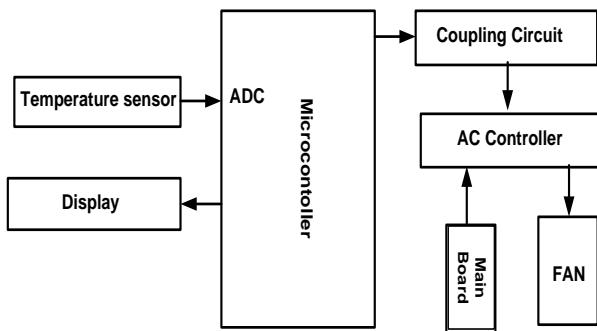 Coupling Circuit
Temperature sensor
ADC
Microcontoller
AC Controller
Display
Main
Board
FAN